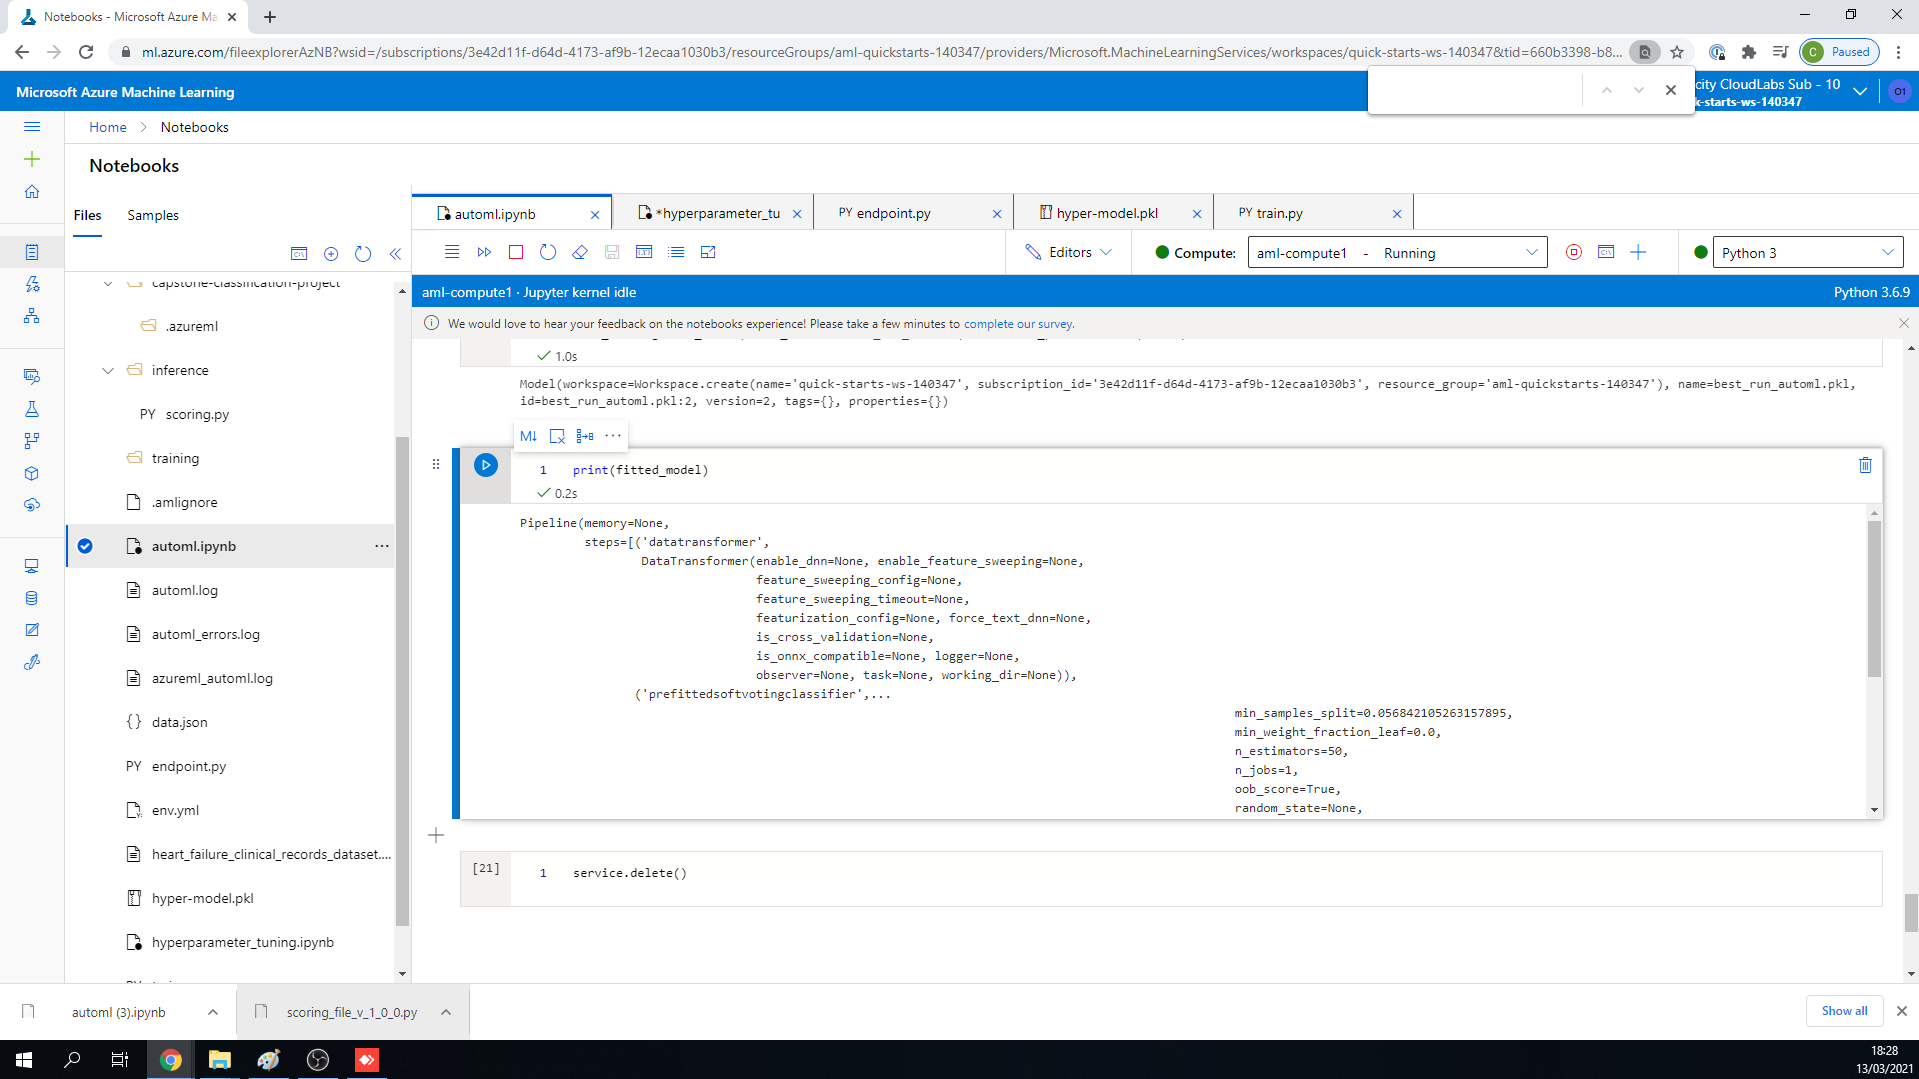 Notebooks - Microsoft Azure Ma
ml.azure.com/fileexplorerAzNB?wsid=/subscriptions/3e42d11f-d64d-4173-af9b-12ecaa1030b3/resourceGroups/aml-quickstarts-140347/providers/Microsoft.MachineLearningServices/workspaces/quick-starts-ws-140347&tid=660b3398-b8...
C Paused
Microsoft Azure Machine Learning
city CloudLabs Sub - 10
k-starts-ws-140347
O1
Home > Notebooks
Notebooks
Files Samples
automl.ipynb
*hyperparameter_tu
PY endpoint.py
hyper-model.pkl
PY train.py
Editors
Compute: aml-compute1 - Running
Python 3
aml-compute1 · Jupyter kernel idle
Python 3.6.9
We would love to hear your feedback on the notebooks experience! Please take a few minutes to complete our survey.
capstone-classification-project
.azureml
inference
PY scoring.py
training
.amlignore
automl.ipynb
automl.log
automl_errors.log
azureml_automl.log
{} data.json
PY endpoint.py
env.yml
heart_failure_clinical_records_dataset....
hyper-model.pkl
hyperparameter_tuning.ipynb
1.0s
Model(workspace=Workspace.create(name='quick-starts-ws-140347', subscription_id='3e42d11f-d64d-4173-af9b-12ecaa1030b3', resource_group='aml-quickstarts-140347'), name=best_run_automl.pkl,
id=best_run_automl.pkl:2, version=2, tags={}, properties={})
M↓
1 print(fitted_model)
0.2s
Pipeline(memory=None,
steps=[('datatransformer',
DataTransformer(enable_dnn=None, enable_feature_sweeping=None,
feature_sweeping_config=None,
feature_sweeping_timeout=None,
featurization_config=None, force_text_dnn=None,
is_cross_validation=None,
is_onnx_compatible=None, logger=None,
observer=None, task=None, working_dir=None)),
('prefittedsoftvotingclassifier',...
min_samples_split=0.056842105263157895,
min_weight_fraction_leaf=0.0,
n_estimators=50,
n_jobs=1,
oob_score=True,
random_state=None,
[21] 1 service.delete()
automl (3).ipynb
scoring_file_v_1_0_0.py
Show all
18:28
13/03/2021